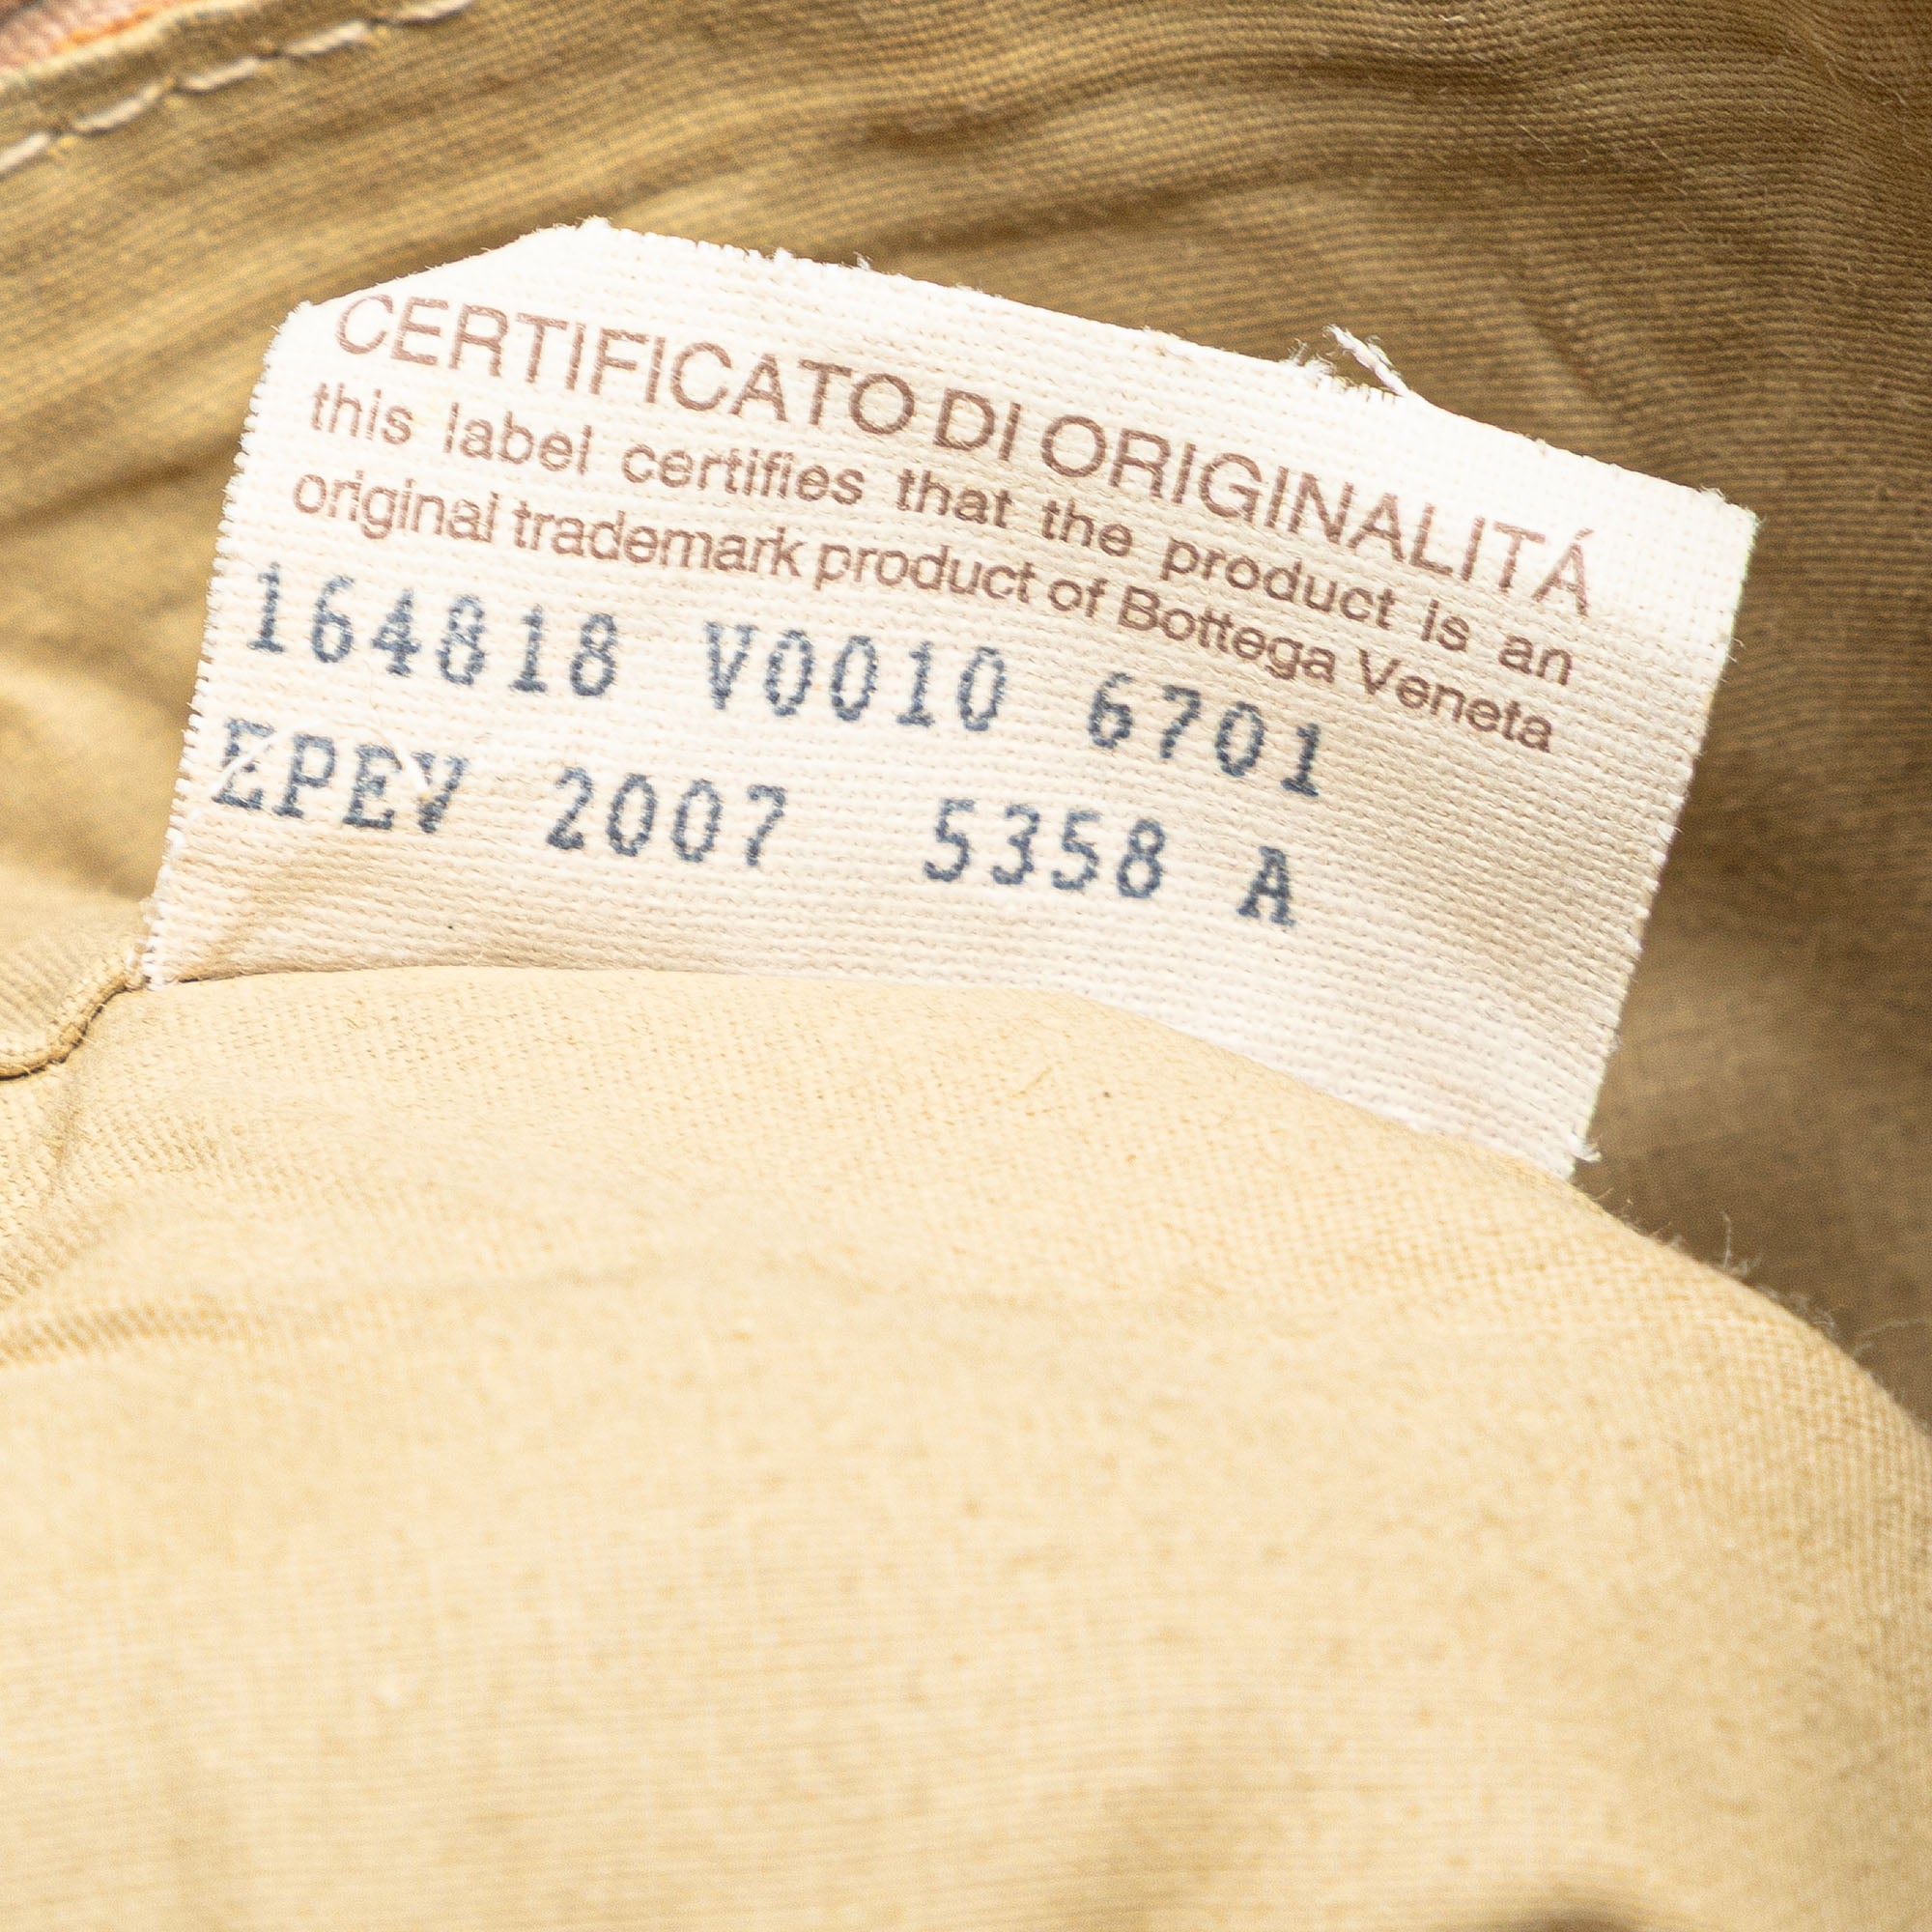 CERTIFICATO DI ORIGINALITÁ
this label certifies that the product is an
original trademark product of Bottega Veneta
164818 V0010 6701
EPEV 2007 5358 A